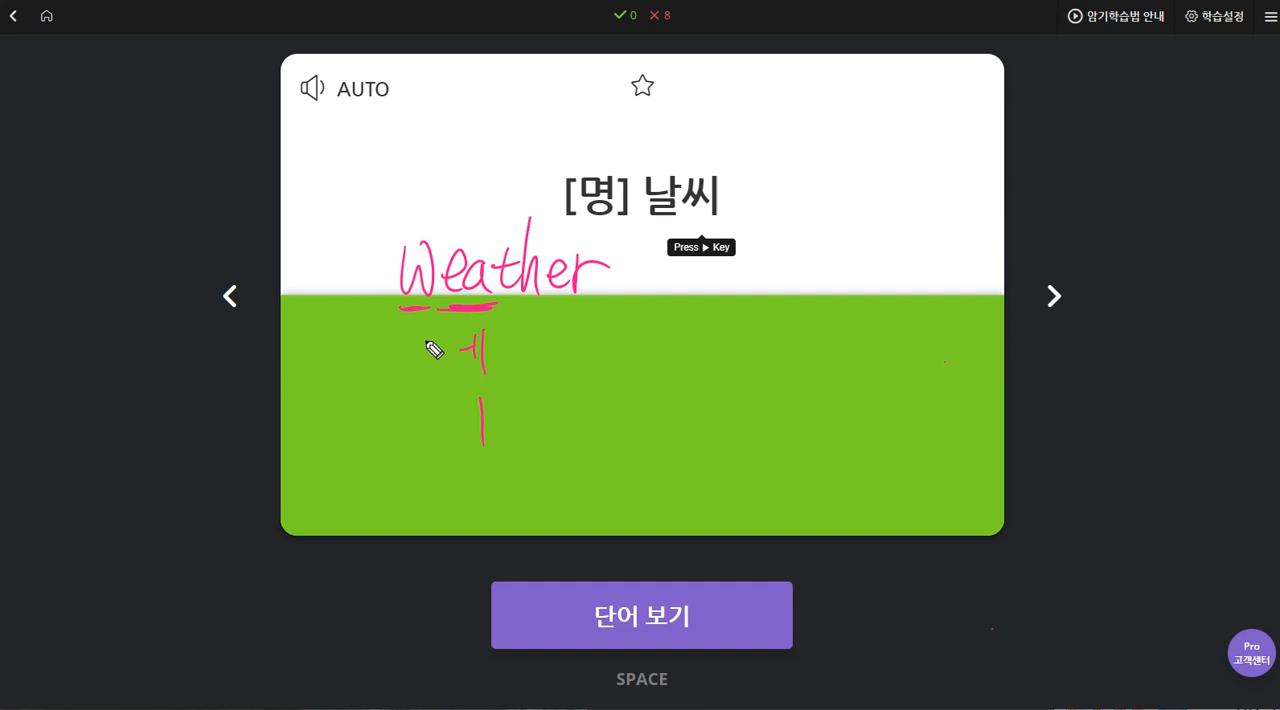 0 8 암기학습법 안내 학습설정
AUTO
[명] 날씨
Press ▶ Key
Weather
ㅔ
ㅣ
단어 보기
SPACE
Pro
고객센터